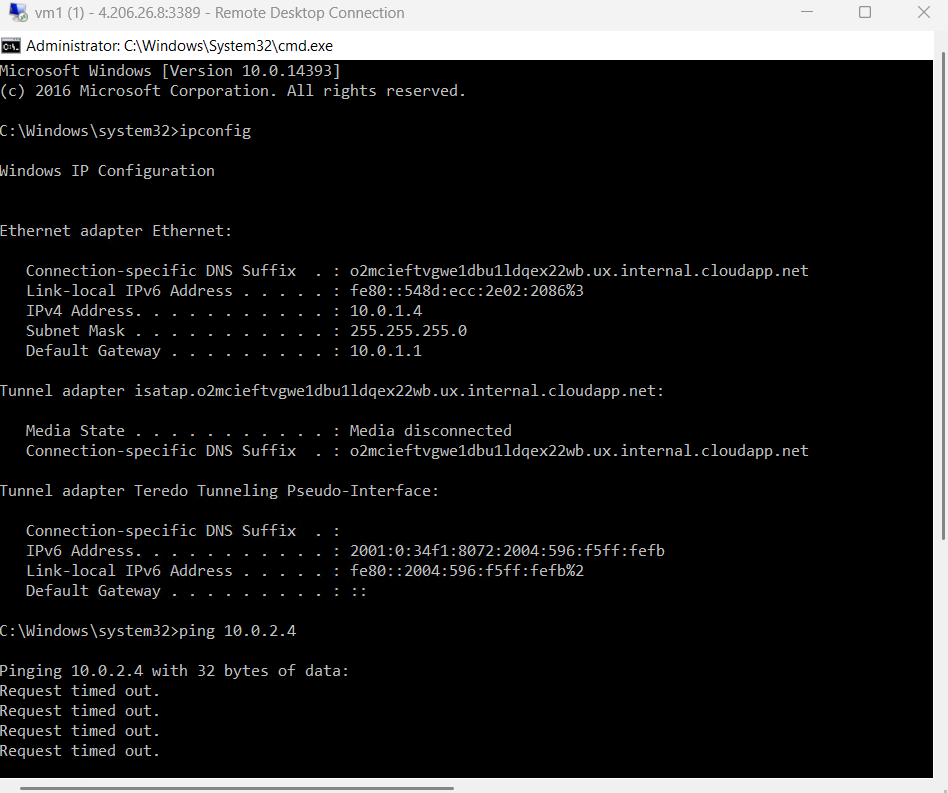 vm1 (1) - 4.206.26.8:3389 - Remote Desktop Connection
Administrator: C:\Windows\System32\cmd.exe
Microsoft Windows [Version 10.0.14393]
(c) 2016 Microsoft Corporation. All rights reserved.
C:\Windows\system32>ipconfig
Windows IP Configuration
Ethernet adapter Ethernet:
Connection-specific DNS Suffix  . : o2mcieftvgwe1dbu1ldqex22wb.ux.internal.cloudapp.net
Link-local IPv6 Address . . . . . : fe80::548d:ecc:2e02:2086%3
IPv4 Address. . . . . . . . . . . : 10.0.1.4
Subnet Mask . . . . . . . . . . . : 255.255.255.0
Default Gateway . . . . . . . . . : 10.0.1.1
Tunnel adapter isatap.o2mcieftvgwe1dbu1ldqex22wb.ux.internal.cloudapp.net:
Media State . . . . . . . . . . . : Media disconnected
Connection-specific DNS Suffix  . : o2mcieftvgwe1dbu1ldqex22wb.ux.internal.cloudapp.net
Tunnel adapter Teredo Tunneling Pseudo-Interface:
Connection-specific DNS Suffix  . :
IPv6 Address. . . . . . . . . . . : 2001:0:34f1:8072:2004:596:f5ff:fefb
Link-local IPv6 Address . . . . . : fe80::2004:596:f5ff:fefb%2
Default Gateway . . . . . . . . . : ::
C:\Windows\system32>ping 10.0.2.4
Pinging 10.0.2.4 with 32 bytes of data:
Request timed out.
Request timed out.
Request timed out.
Request timed out.